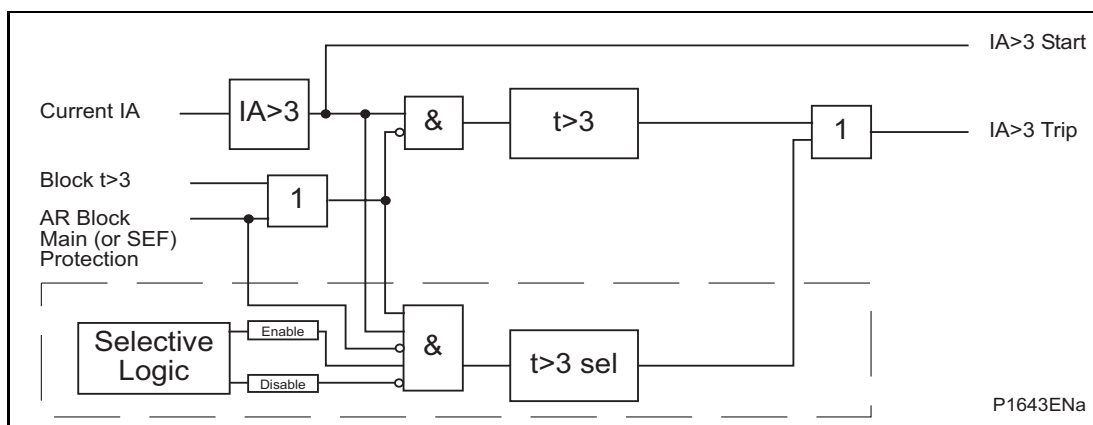 IA>3 Start
Current IA
IA>3
&
t>3
1
IA>3 Trip
Block t>3
1
AR Block
Main (or SEF)
Protection
Selective
Logic
Enable
Disable
&
t>3 sel
P1643ENa